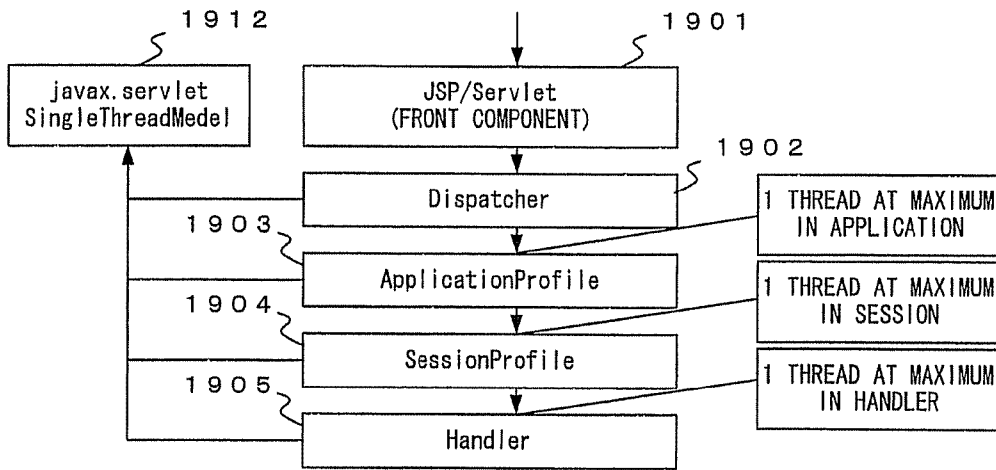 1912
1901
javax.servlet
SingleThreadMedel
JSP/Servlet
(FRONT COMPONENT)
1902
Dispatcher
1 THREAD AT MAXIMUM
IN APPLICATION
1903
ApplicationProfile
1 THREAD AT MAXIMUM
IN SESSION
1904
SessionProfile
1 THREAD AT MAXIMUM
IN HANDLER
1905
Handler